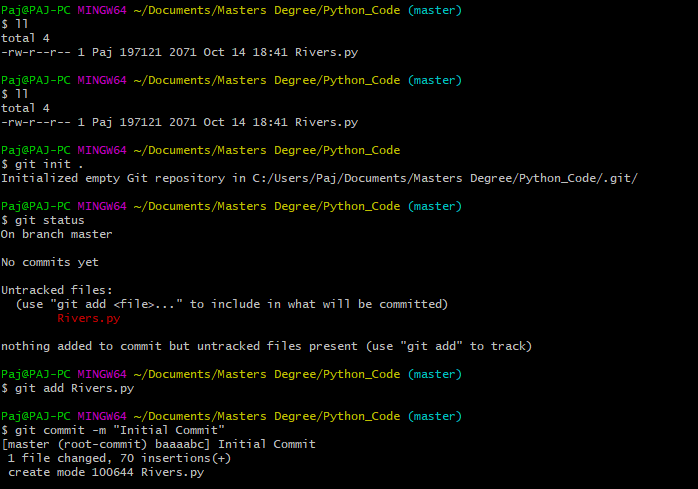 Paj@PAJ-PC MINGW64 ~/Documents/Masters Degree/Python_Code (master)
$ ll
total 4
-rw-r--r-- 1 Paj 197121 2071 Oct 14 18:41 Rivers.py
Paj@PAJ-PC MINGW64 ~/Documents/Masters Degree/Python_Code (master)
$ ll
total 4
-rw-r--r-- 1 Paj 197121 2071 Oct 14 18:41 Rivers.py
Paj@PAJ-PC MINGW64 ~/Documents/Masters Degree/Python_Code
$ git init .
Initialized empty Git repository in C:/Users/Paj/Documents/Masters Degree/Python_Code/.git/
Paj@PAJ-PC MINGW64 ~/Documents/Masters Degree/Python_Code (master)
$ git status
On branch master
No commits yet
Untracked files:
  (use "git add <file>..." to include in what will be committed)
        Rivers.py
nothing added to commit but untracked files present (use "git add" to track)
Paj@PAJ-PC MINGW64 ~/Documents/Masters Degree/Python_Code (master)
$ git add Rivers.py
Paj@PAJ-PC MINGW64 ~/Documents/Masters Degree/Python_Code (master)
$ git commit -m "Initial Commit"
[master (root-commit) baaaabc] Initial Commit
 1 file changed, 70 insertions(+)
 create mode 100644 Rivers.py